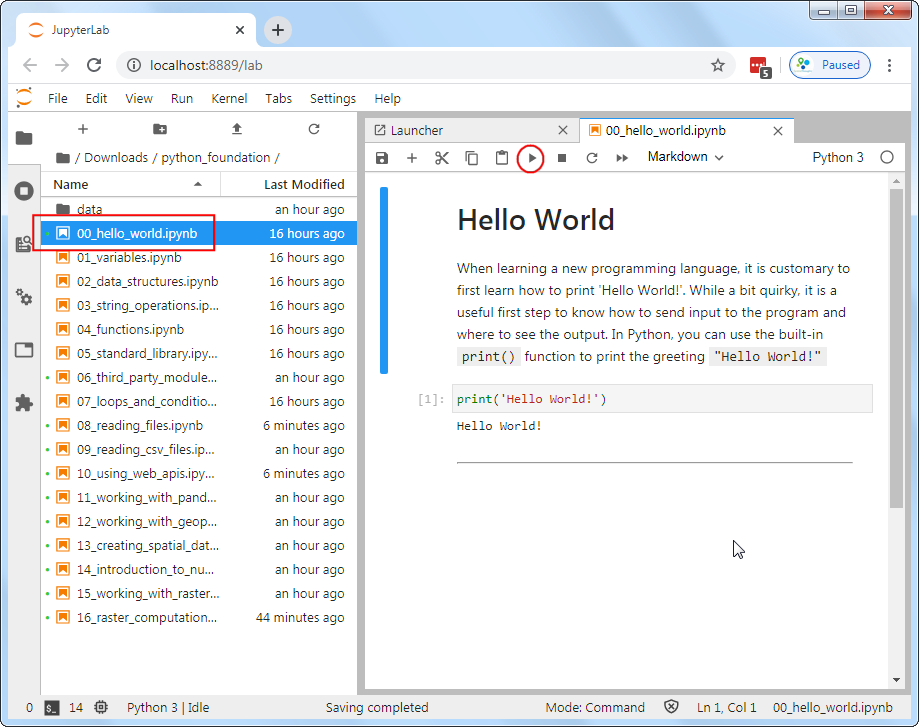 JupyterLab
localhost:8889/lab
5
Paused
File Edit View Run Kernel Tabs Settings Help
/ Downloads / python_foundation /
Name Last Modified
data an hour ago
00_hello_world.ipynb 16 hours ago
01_variables.ipynb 16 hours ago
02_data_structures.ipynb 16 hours ago
03_string_operations.ip... 16 hours ago
04_functions.ipynb 16 hours ago
05_standard_library.ipy... 16 hours ago
06_third_party_module... an hour ago
07_loops_and_conditio... 16 hours ago
08_reading_files.ipynb 6 minutes ago
09_reading_csv_files.ip... an hour ago
10_using_web_apis.ipy... 6 minutes ago
11_working_with_pand... an hour ago
12_working_with_geop... an hour ago
13_creating_spatial_dat... an hour ago
14_introduction_to_nu... an hour ago
15_working_with_raster... an hour ago
16_raster_computation... 44 minutes ago
Launcher
00_hello_world.ipynb
Markdown
Python 3
Hello World
When learning a new programming language, it is customary to
first learn how to print 'Hello World!'. While a bit quirky, it is a
useful first step to know how to send input to the program and
where to see the output. In Python, you can use the built-in
print() function to print the greeting "Hello World!"
[1]: print('Hello World!')
Hello World!
0 $_ 14 Python 3 | Idle Saving completed Mode: Command Ln 1, Col 1 00_hello_world.ipynb